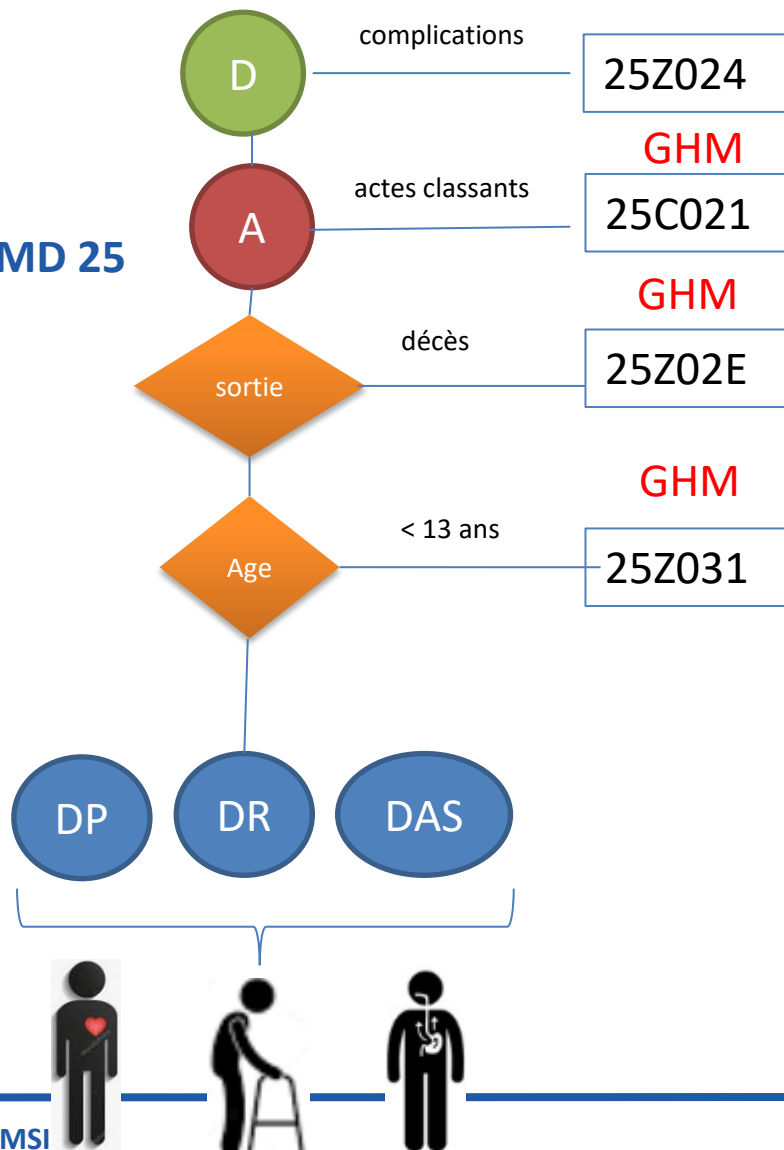 complications
D
25Z024
GHM
actes classants
A
25C021
MD 25
GHM
décès
sortie
25Z02E
GHM
< 13 ans
Age
25Z031
DP
DR
DAS
MSI